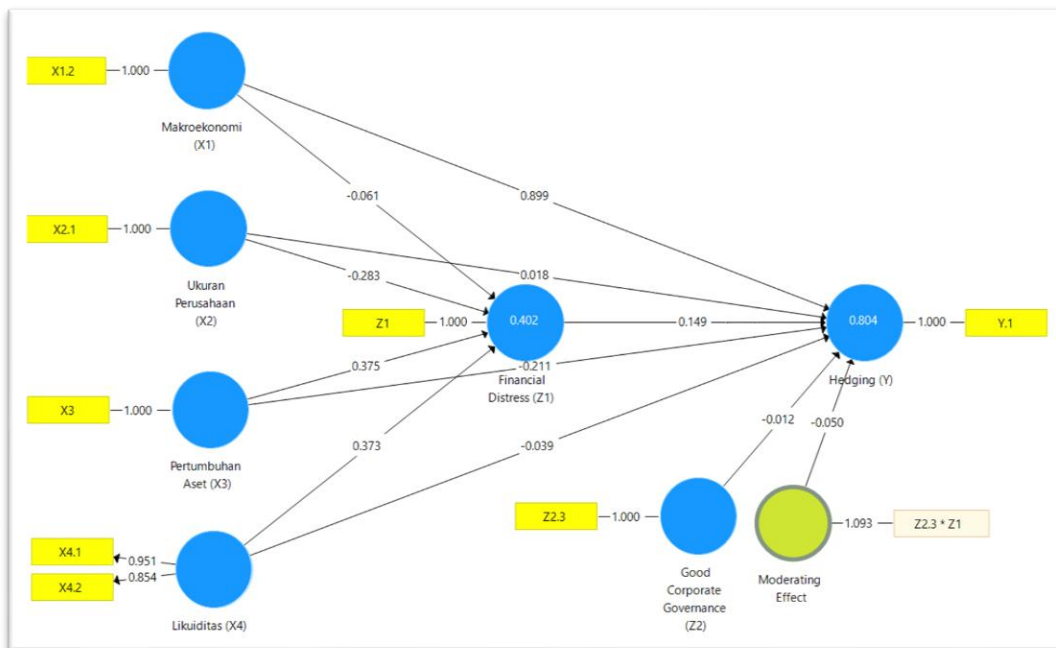 X1.2
1.000
Makroekonomi
(X1)
-0.061
0.899
X2.1
1.000
Ukuran
Perusahaan
(X2)
-0.283
0.018
Z1
1.000
0.402
0.149
0.804
1.000
Y.1
0.375
-0.211
Financial
Distress (Z1)
Hedging (Y)
X3
1.000
Pertumbuhan
Aset (X3)
0.373
-0.039
-0.012
-0.050
Z2.3
1.000
1.093
Z2.3 * Z1
X4.1
0.951
X4.2
0.854
Likuiditas (X4)
Good
Corporate
Governance
(Z2)
Moderating
Effect